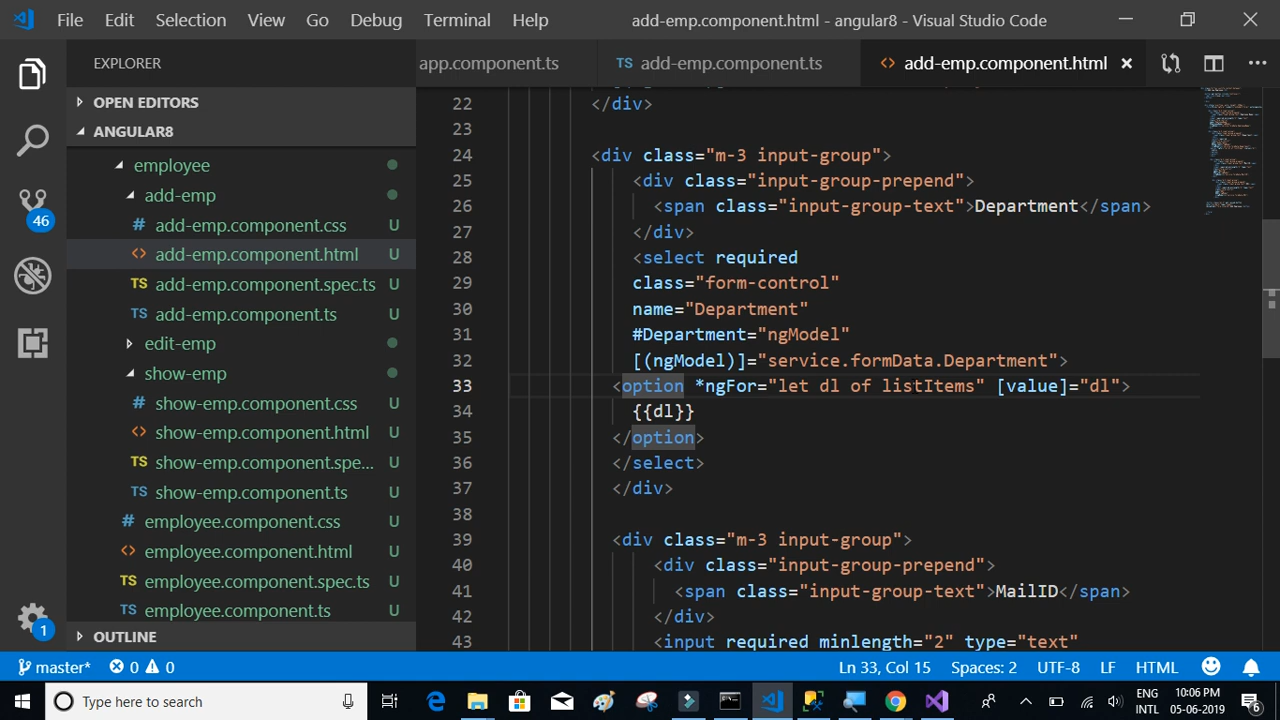 File Edit Selection View Go Debug Terminal Help add-emp.component.html - angular8 - Visual Studio Code
EXPLORER
app.component.ts TS add-emp.component.ts <> add-emp.component.html
OPEN EDITORS
ANGULAR8
employee
add-emp
# add-emp.component.css U
<> add-emp.component.html U
TS add-emp.component.spec.ts U
TS add-emp.component.ts U
edit-emp
show-emp
# show-emp.component.css U
<> show-emp.component.html U
TS show-emp.component.spe... U
TS show-emp.component.ts U
# employee.component.css U
<> employee.component.html U
TS employee.component.spec.ts U
TS employee.component.ts U
OUTLINE
46
1
22 </div>
23
24 <div class="m-3 input-group">
25 <div class="input-group-prepend">
26 <span class="input-group-text">Department</span>
27 </div>
28 <select required
29 class="form-control"
30 name="Department"
31 #Department="ngModel"
32 [(ngModel)]="service.formData.Department">
33 <option *ngFor="let dl of listItems" [value]="dl">
34 {{dl}}
35 </option>
36 </select>
37 </div>
38
39 <div class="m-3 input-group">
40 <div class="input-group-prepend">
41 <span class="input-group-text">MailID</span>
42 </div>
43 <input required minlength="2" type="text"
master* 0 0 Ln 33, Col 15 Spaces: 2 UTF-8 LF HTML
Type here to search
ENG
INTL
10:06 PM
05-06-2019
6